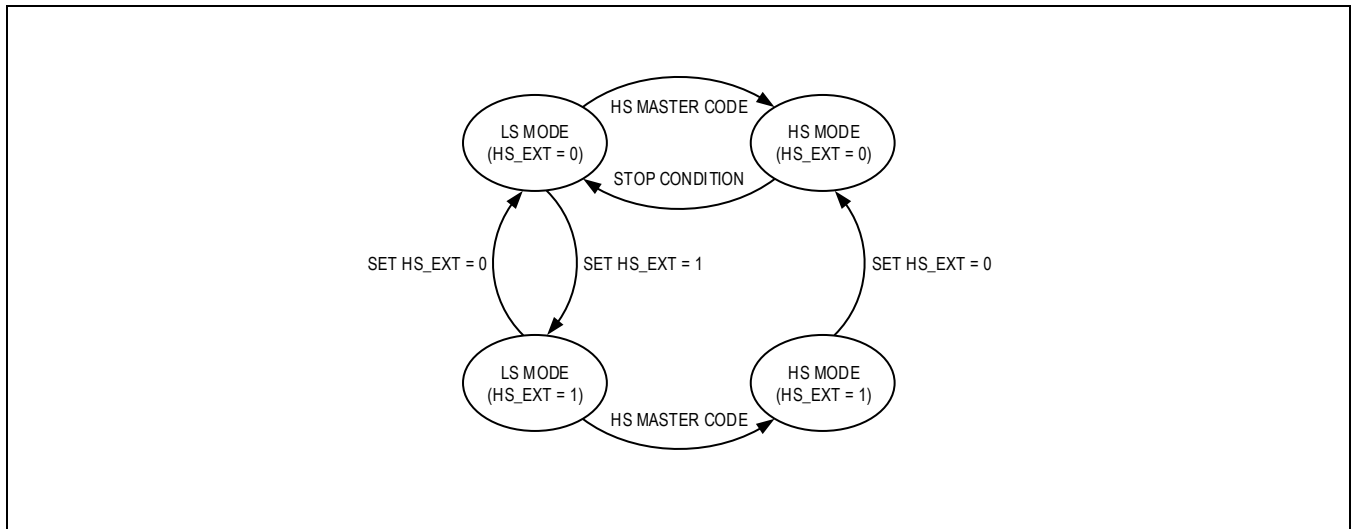 HS MASTER CODE
LS MODE
(HS_EXT = 0)
HS MODE
(HS_EXT = 0)
STOP CONDITION
SET HS_EXT = 0
SET HS_EXT = 1
SET HS_EXT = 0
LS MODE
(HS_EXT = 1)
HS MODE
(HS_EXT = 1)
HS MASTER CODE